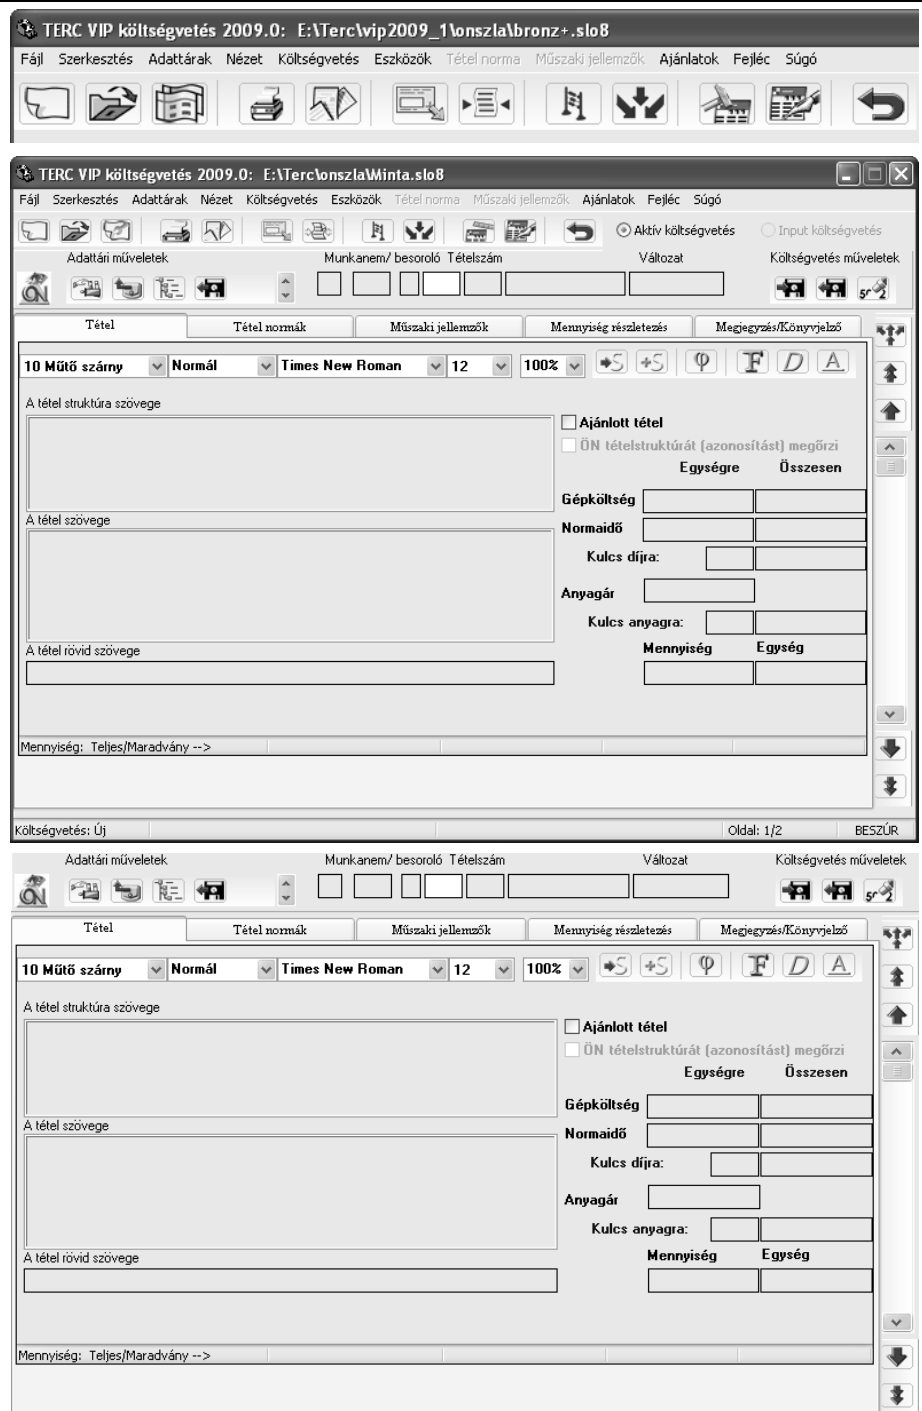 TERC VIP költségvetés 2009.0: E:\Terc\vip2009_1\onszla\bronz+.slo8
Fájl Szerkesztés Adattárak Nézet Költségvetés Eszközök Tétel norma Műszaki jellemzők Ajánlatok Fejléc Súgó
TERC VIP költségvetés 2009.0: E:\Terc\onszla\Minta.slo8
Fájl Szerkesztés Adattárak Nézet Költségvetés Eszközök Tétel norma Műszaki jellemzők Ajánlatok Fejléc Súgó
Aktív költségvetés Input költségvetés
Adattári műveletek Munkanem/ besoroló Tételszám Változat Költségvetés műveletek
ÖN
Tétel Tétel normák Műszaki jellemzők Mennyiség részletezés Megjegyzés/Könyvjelző
10 Műtő szárny Normál Times New Roman 12 100% S +S φ F D A
A tétel struktúra szövege
Ajánlott tétel
ÖN tételstruktúrát (azonosítást) megőrzi
Egységre Összesen
Gépköltség
A tétel szövege
Normaidő
Kulcs díjra:
Anyagár
Kulcs anyagra:
A tétel rövid szövege
Mennyiség Egység
Mennyiség: Teljes/Maradvány -->
Költségvetés: Új Oldal: 1/2 BESZÚR
Adattári műveletek Munkanem/ besoroló Tételszám Változat Költségvetés műveletek
ÖN
Tétel Tétel normák Műszaki jellemzők Mennyiség részletezés Megjegyzés/Könyvjelző
10 Műtő szárny Normál Times New Roman 12 100% S +S φ F D A
A tétel struktúra szövege
Ajánlott tétel
ÖN tételstruktúrát (azonosítást) megőrzi
Egységre Összesen
Gépköltség
A tétel szövege
Normaidő
Kulcs díjra:
Anyagár
Kulcs anyagra:
A tétel rövid szövege
Mennyiség Egység
Mennyiség: Teljes/Maradvány -->